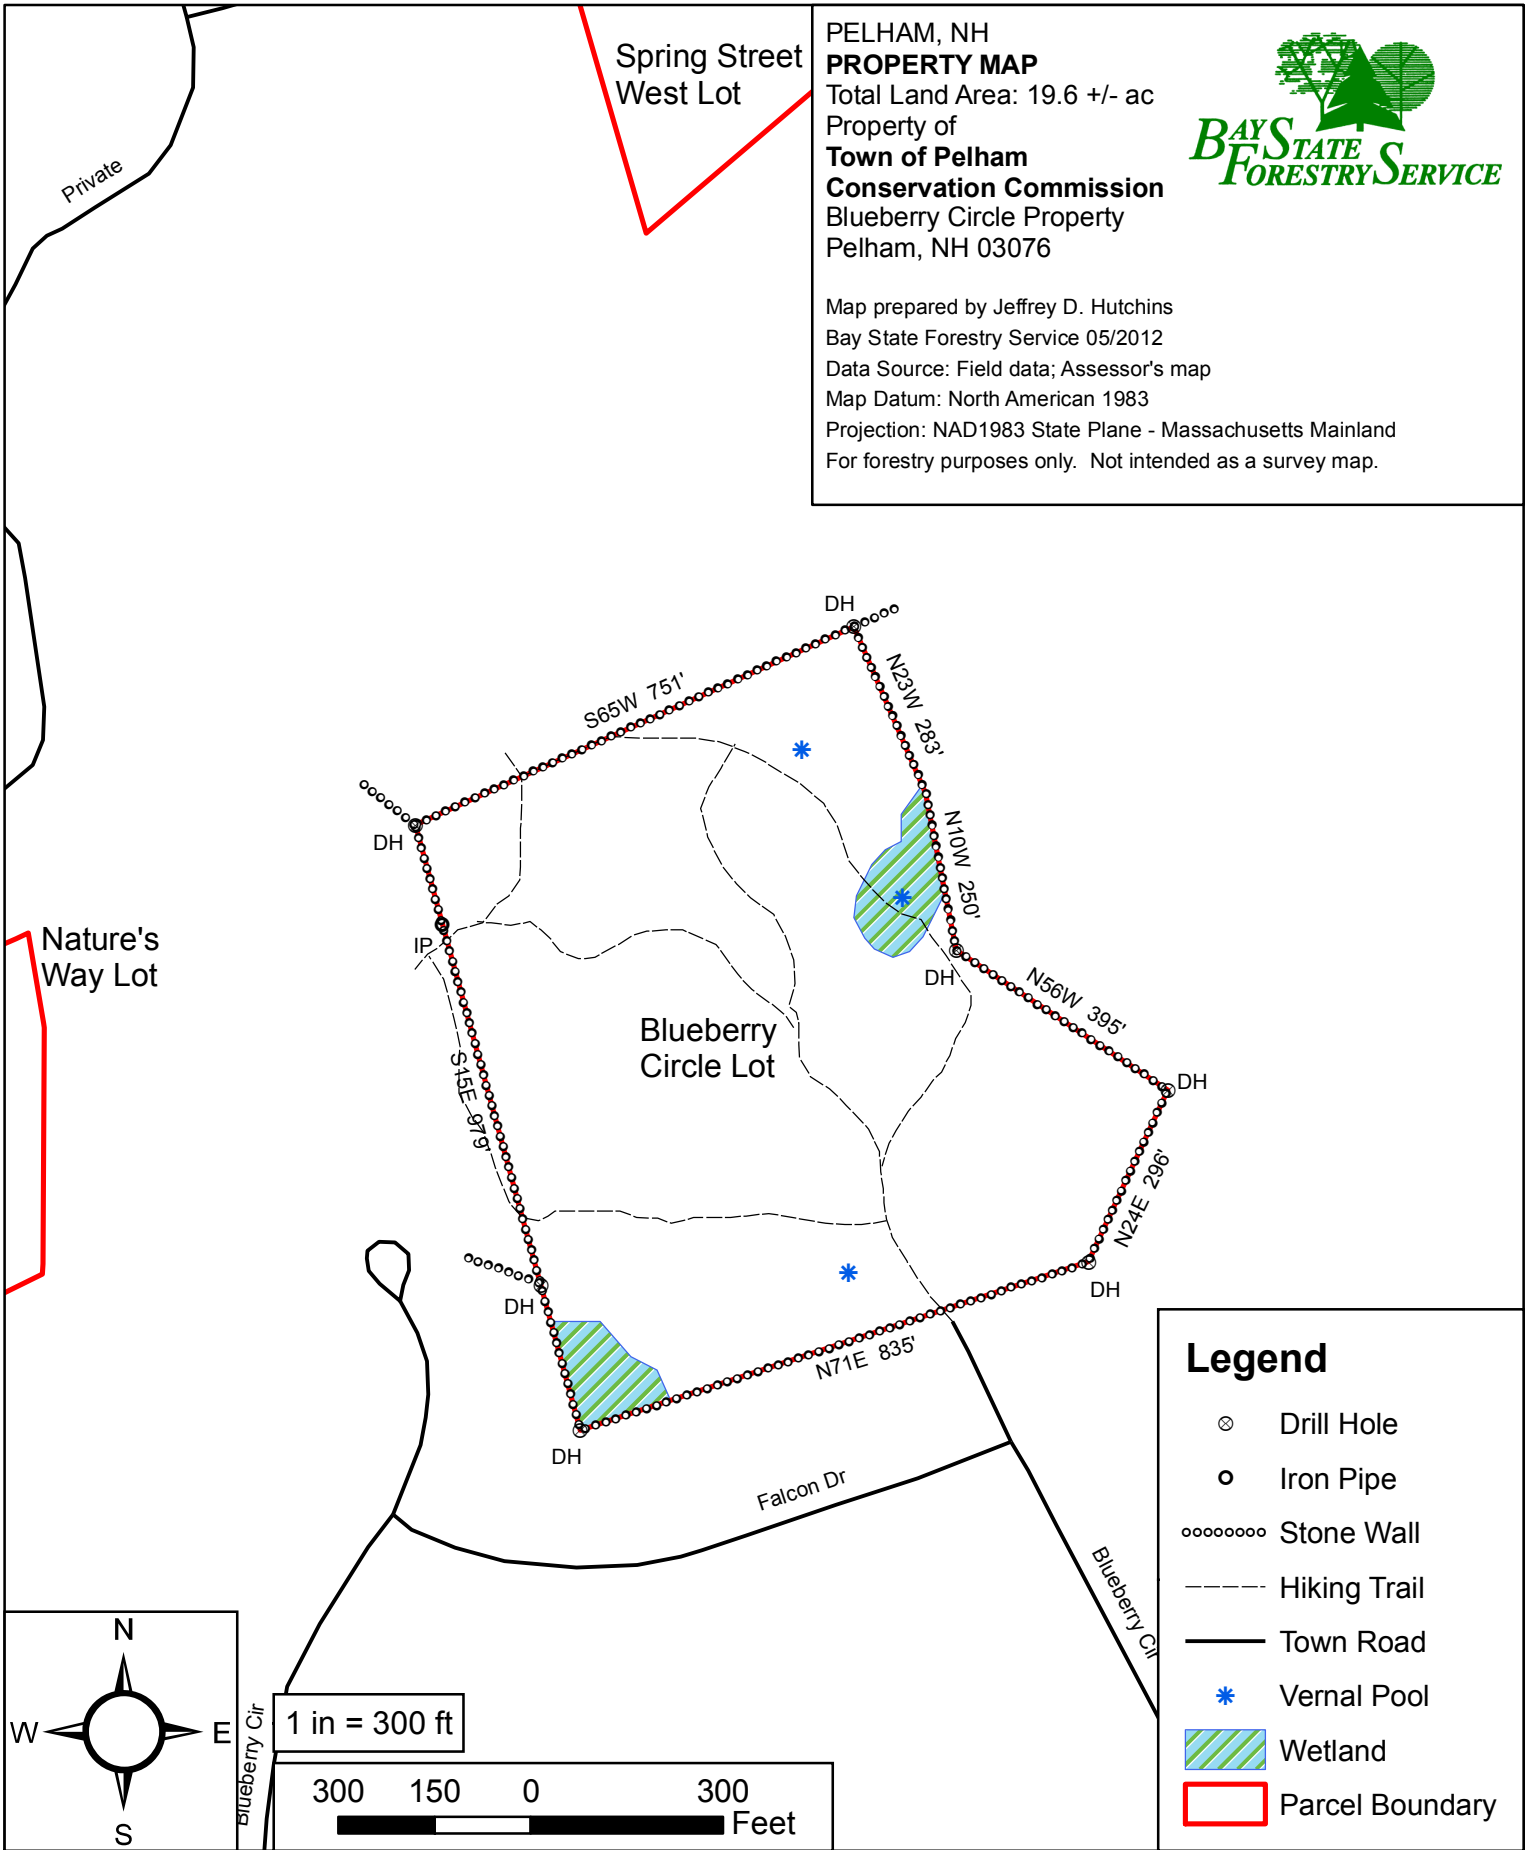 PELHAM, NH
PROPERTY MAP
Total Land Area: 19.6 +/- ac
Property of
Town of Pelham
Conservation Commission
Blueberry Circle Property
Pelham, NH 03076
Map prepared by Jeffrey D. Hutchins
Bay State Forestry Service 05/2012
Data Source: Field data; Assessor's map
Map Datum: North American 1983
Projection: NAD1983 State Plane - Massachusetts Mainland
For forestry purposes only.  Not intended as a survey map.
BAY STATE
FORESTRY SERVICE
Spring Street
West Lot
Private
DH
S65W 751'
N23W 283'
DH
N10W 250'
IP
Nature's
Way Lot
DH
N56W 395'
Blueberry
Circle Lot
DH
S15E 979'
N24E 296'
DH
DH
N71E 835'
DH
Falcon Dr
Blueberry Cir
Blueberry Cir
Legend
Drill Hole
Iron Pipe
Stone Wall
Hiking Trail
Town Road
Vernal Pool
Wetland
Parcel Boundary
N
W E
S
1 in = 300 ft
300 150 0 300
Feet